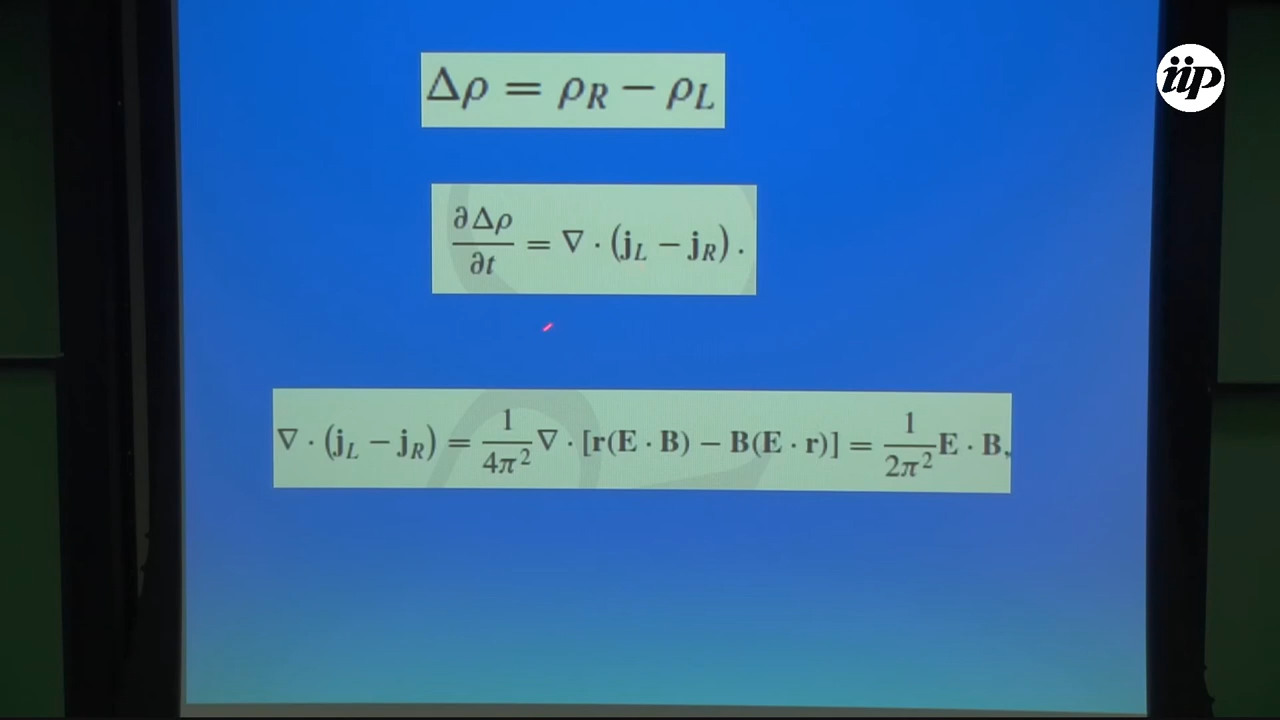 iip
Δρ = ρ_R − ρ_L
∂Δρ/∂t = ∇ · (j_L − j_R) .
∇ · (j_L − j_R) = 1/4π² ∇ · [r(E · B) − B(E · r)] = 1/2π² E · B,